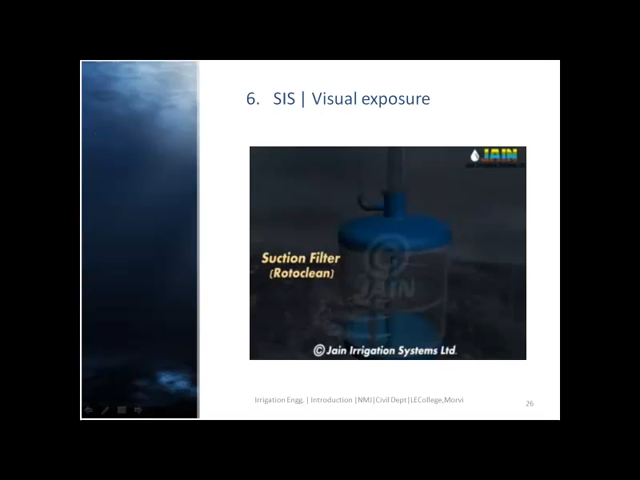 6. SIS | Visual exposure
JAIN
Suction Filter
(Rotoclean)
© JAIN
© Jain Irrigation Systems Ltd.
Irrigation Engg. | Introduction |NMJ|Civil Dept|LECollege,Morvi
26